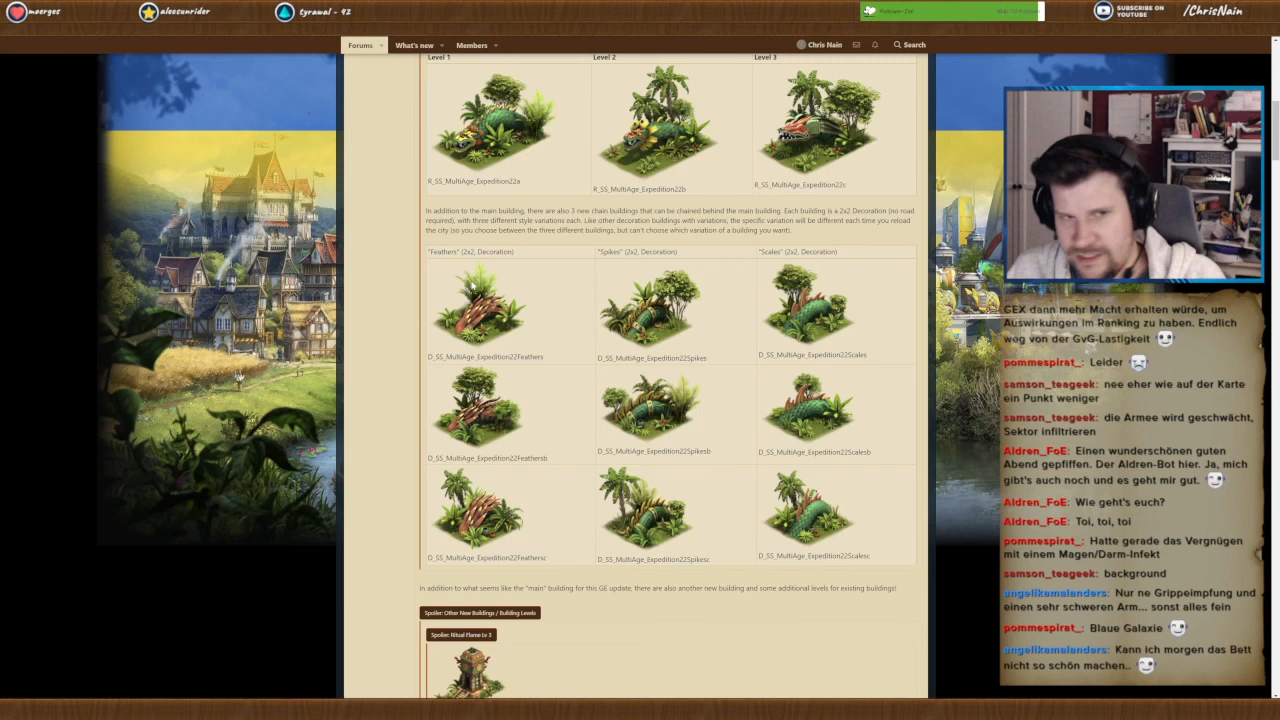 moerges
aleesunrider
tyrawal - 42
Follower-Ziel
SUBSCRIBE ON
YOUTUBE
/ChrisNain
Forums
What's new
Members
Chris Nain
Search
Level 1
Level 2
Level 3
R_SS_MultiAge_Expedition22a
R_SS_MultiAge_Expedition22b
R_SS_MultiAge_Expedition22c
In addition to the main building, there are also 3 new chain buildings that can be chained behind the main building. Each building is a 2x2 Decoration (no road
required), with three different style variations each. Like other decoration buildings with variations, the specific variation will be different each time you reload
the city (so you choose between the three different buildings, but can't choose which variation of a building you want).
"Feathers" (2x2, Decoration)
"Spikes" (2x2, Decoration)
"Scales" (2x2, Decoration)
D_SS_MultiAge_Expedition22Feathers
D_SS_MultiAge_Expedition22Spikes
D_SS_MultiAge_Expedition22Scales
D_SS_MultiAge_Expedition22Feathersb
D_SS_MultiAge_Expedition22Spikesb
D_SS_MultiAge_Expedition22Scalesb
D_SS_MultiAge_Expedition22Feathersc
D_SS_MultiAge_Expedition22Spikesc
D_SS_MultiAge_Expedition22Scalesc
In addition to what seems like the "main" building for this GE update, there are also another new building and some additional levels for existing buildings!
Spoiler: Other New Buildings / Building Levels
Spoiler: Ritual Flame Lv 3
GEX dann mehr Macht erhalten würde, um
Auswirkungen im Ranking zu haben. Endlich
weg von der GvG-Lastigkeit
pommespirat_: Leider
samson_teageek: nee eher wie auf der Karte
ein Punkt weniger
samson_teageek: die Armee wird geschwächt,
Sektor infiltrieren
Aldren_FoE: Einen wunderschönen guten
Abend gepfiffen. Der Aldren-Bot hier. Ja, mich
gibt's auch noch und es geht mir gut.
Aldren_FoE: Wie geht's euch?
Aldren_FoE: Toi, toi, toi
pommespirat_: Hatte gerade das Vergnügen
mit einem Magen/Darm-Infekt
samson_teageek: background
angelikamalanders: Nur ne Grippeimpfung und
einen sehr schweren Arm... sonst alles fein
pommespirat_: Blaue Galaxie
angelikamalanders: Kann ich morgen das Bett
nicht so schön machen..